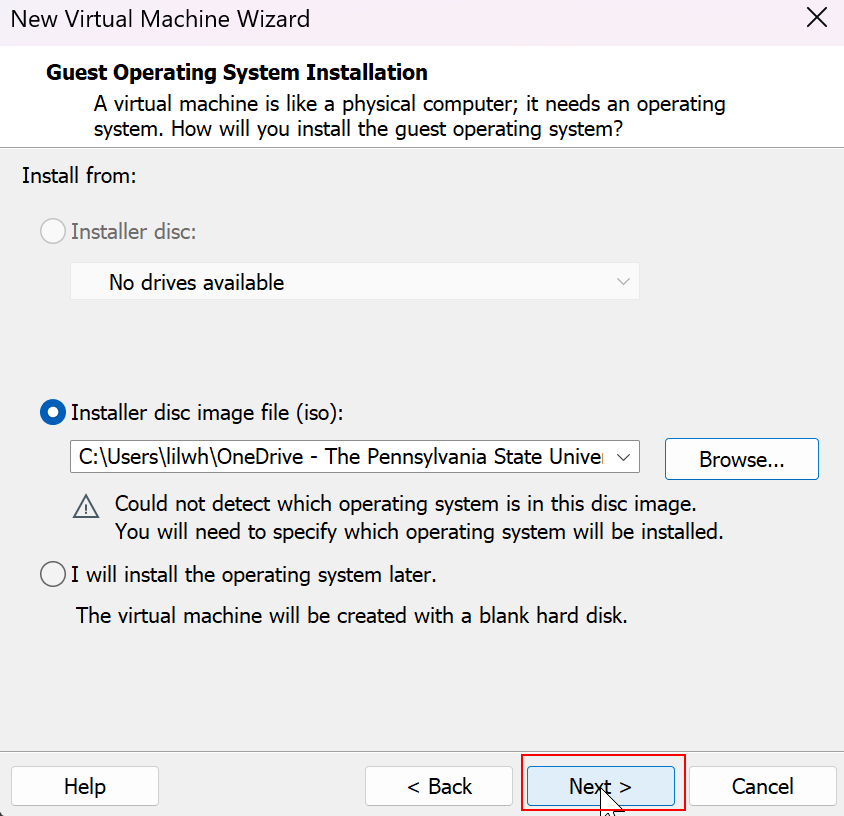 New Virtual Machine Wizard
Guest Operating System Installation
A virtual machine is like a physical computer; it needs an operating
system. How will you install the guest operating system?
Install from:
Installer disc:
No drives available
Installer disc image file (iso):
C:\Users\lilwh\OneDrive - The Pennsylvania State Univer
Browse...
Could not detect which operating system is in this disc image.
You will need to specify which operating system will be installed.
I will install the operating system later.
The virtual machine will be created with a blank hard disk.
Help
< Back
Next >
Cancel